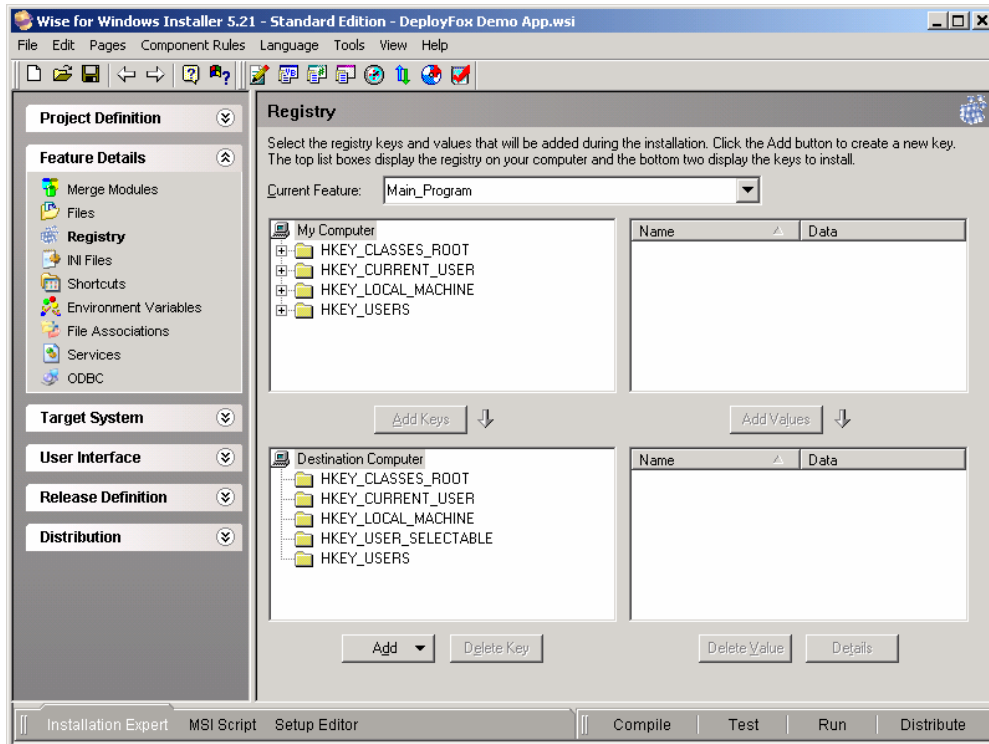 Wise for Windows Installer 5.21 - Standard Edition - DeployFox Demo App.wsi
File Edit Pages Component Rules Language Tools View Help
Project Definition
Feature Details
Merge Modules
Files
Registry
INI Files
Shortcuts
Environment Variables
File Associations
Services
ODBC
Target System
User Interface
Release Definition
Distribution
Registry
Select the registry keys and values that will be added during the installation. Click the Add button to create a new key.
The top list boxes display the registry on your computer and the bottom two display the keys to install.
Current Feature: Main_Program
My Computer
HKEY_CLASSES_ROOT
HKEY_CURRENT_USER
HKEY_LOCAL_MACHINE
HKEY_USERS
Name Data
Add Keys
Add Values
Destination Computer
HKEY_CLASSES_ROOT
HKEY_CURRENT_USER
HKEY_LOCAL_MACHINE
HKEY_USER_SELECTABLE
HKEY_USERS
Name Data
Add Delete Key
Delete Value Details
Installation Expert MSI Script Setup Editor
Compile Test Run Distribute